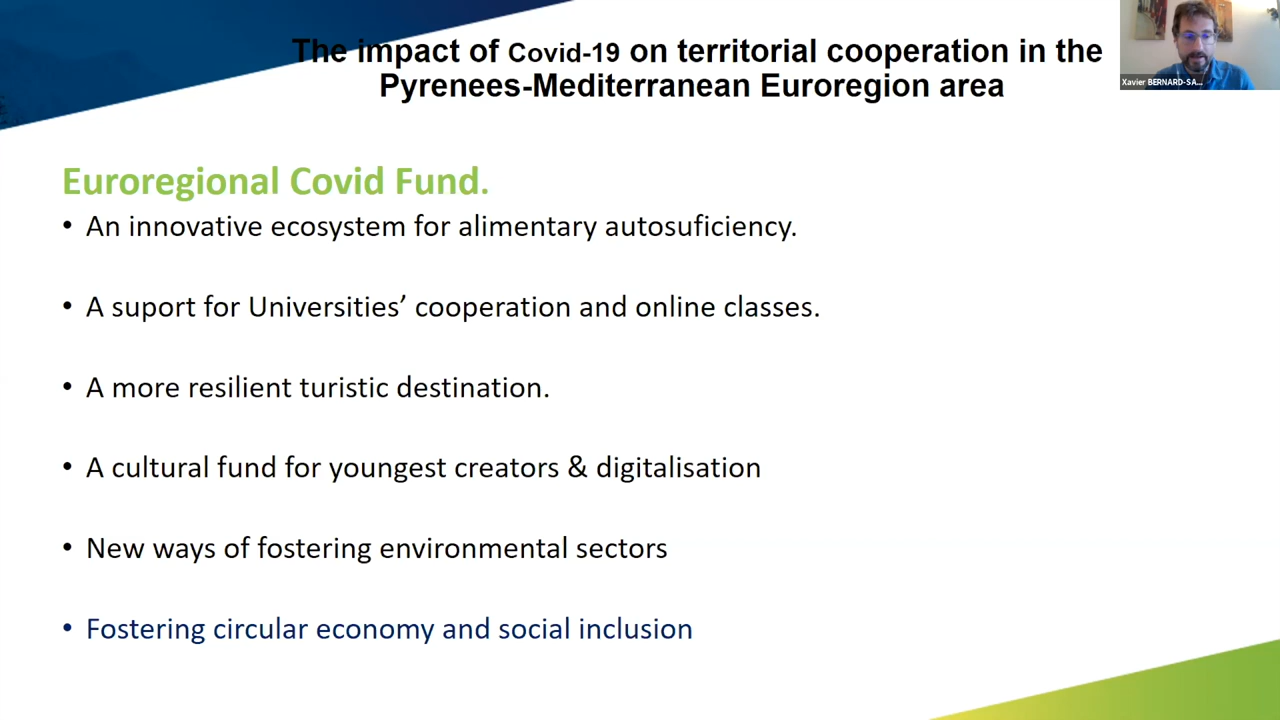 The impact of Covid-19 on territorial cooperation in the
Pyrenees-Mediterranean Euroregion area
Xavier BERNARD-SA...
Euroregional Covid Fund.
• An innovative ecosystem for alimentary autosuficiency.
• A suport for Universities’ cooperation and online classes.
• A more resilient turistic destination.
• A cultural fund for youngest creators & digitalisation
• New ways of fostering environmental sectors
• Fostering circular economy and social inclusion